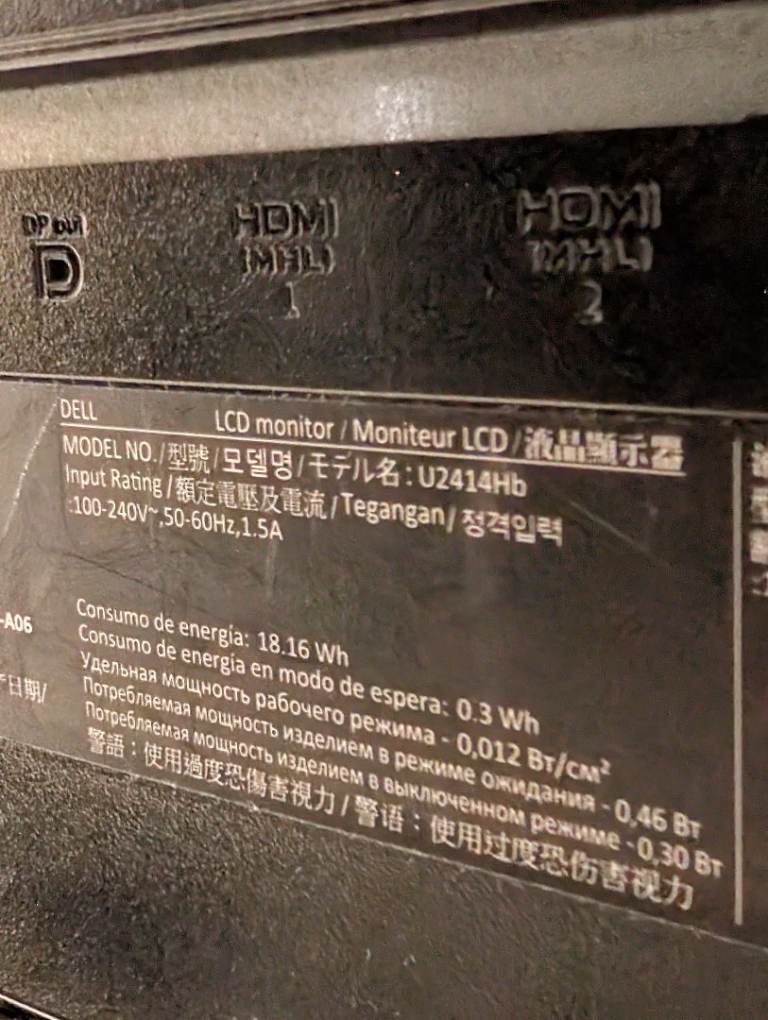 DP out HDMI HDMI
(MHL) (MHL)
1 2
DELL LCD monitor / Moniteur LCD / 液晶顯示器
MODEL NO. / 型號 / 모델명 / モデル名 : U2414Hb
Input Rating / 額定電壓及電流 / Tegangan / 정격입력
:100-240V~,50-60Hz,1.5A
-A06
日期/
Consumo de energía: 18.16 Wh
Consumo de energía en modo de espera: 0.3 Wh
Удельная мощность рабочего режима - 0,012 Вт/см²
Потребляемая мощность изделием в режиме ожидания - 0,46 Вт
Потребляемая мощность изделием в выключенном режиме - 0,30 Вт
警語：使用過度恐傷害視力 / 警语：使用过度恐伤害视力